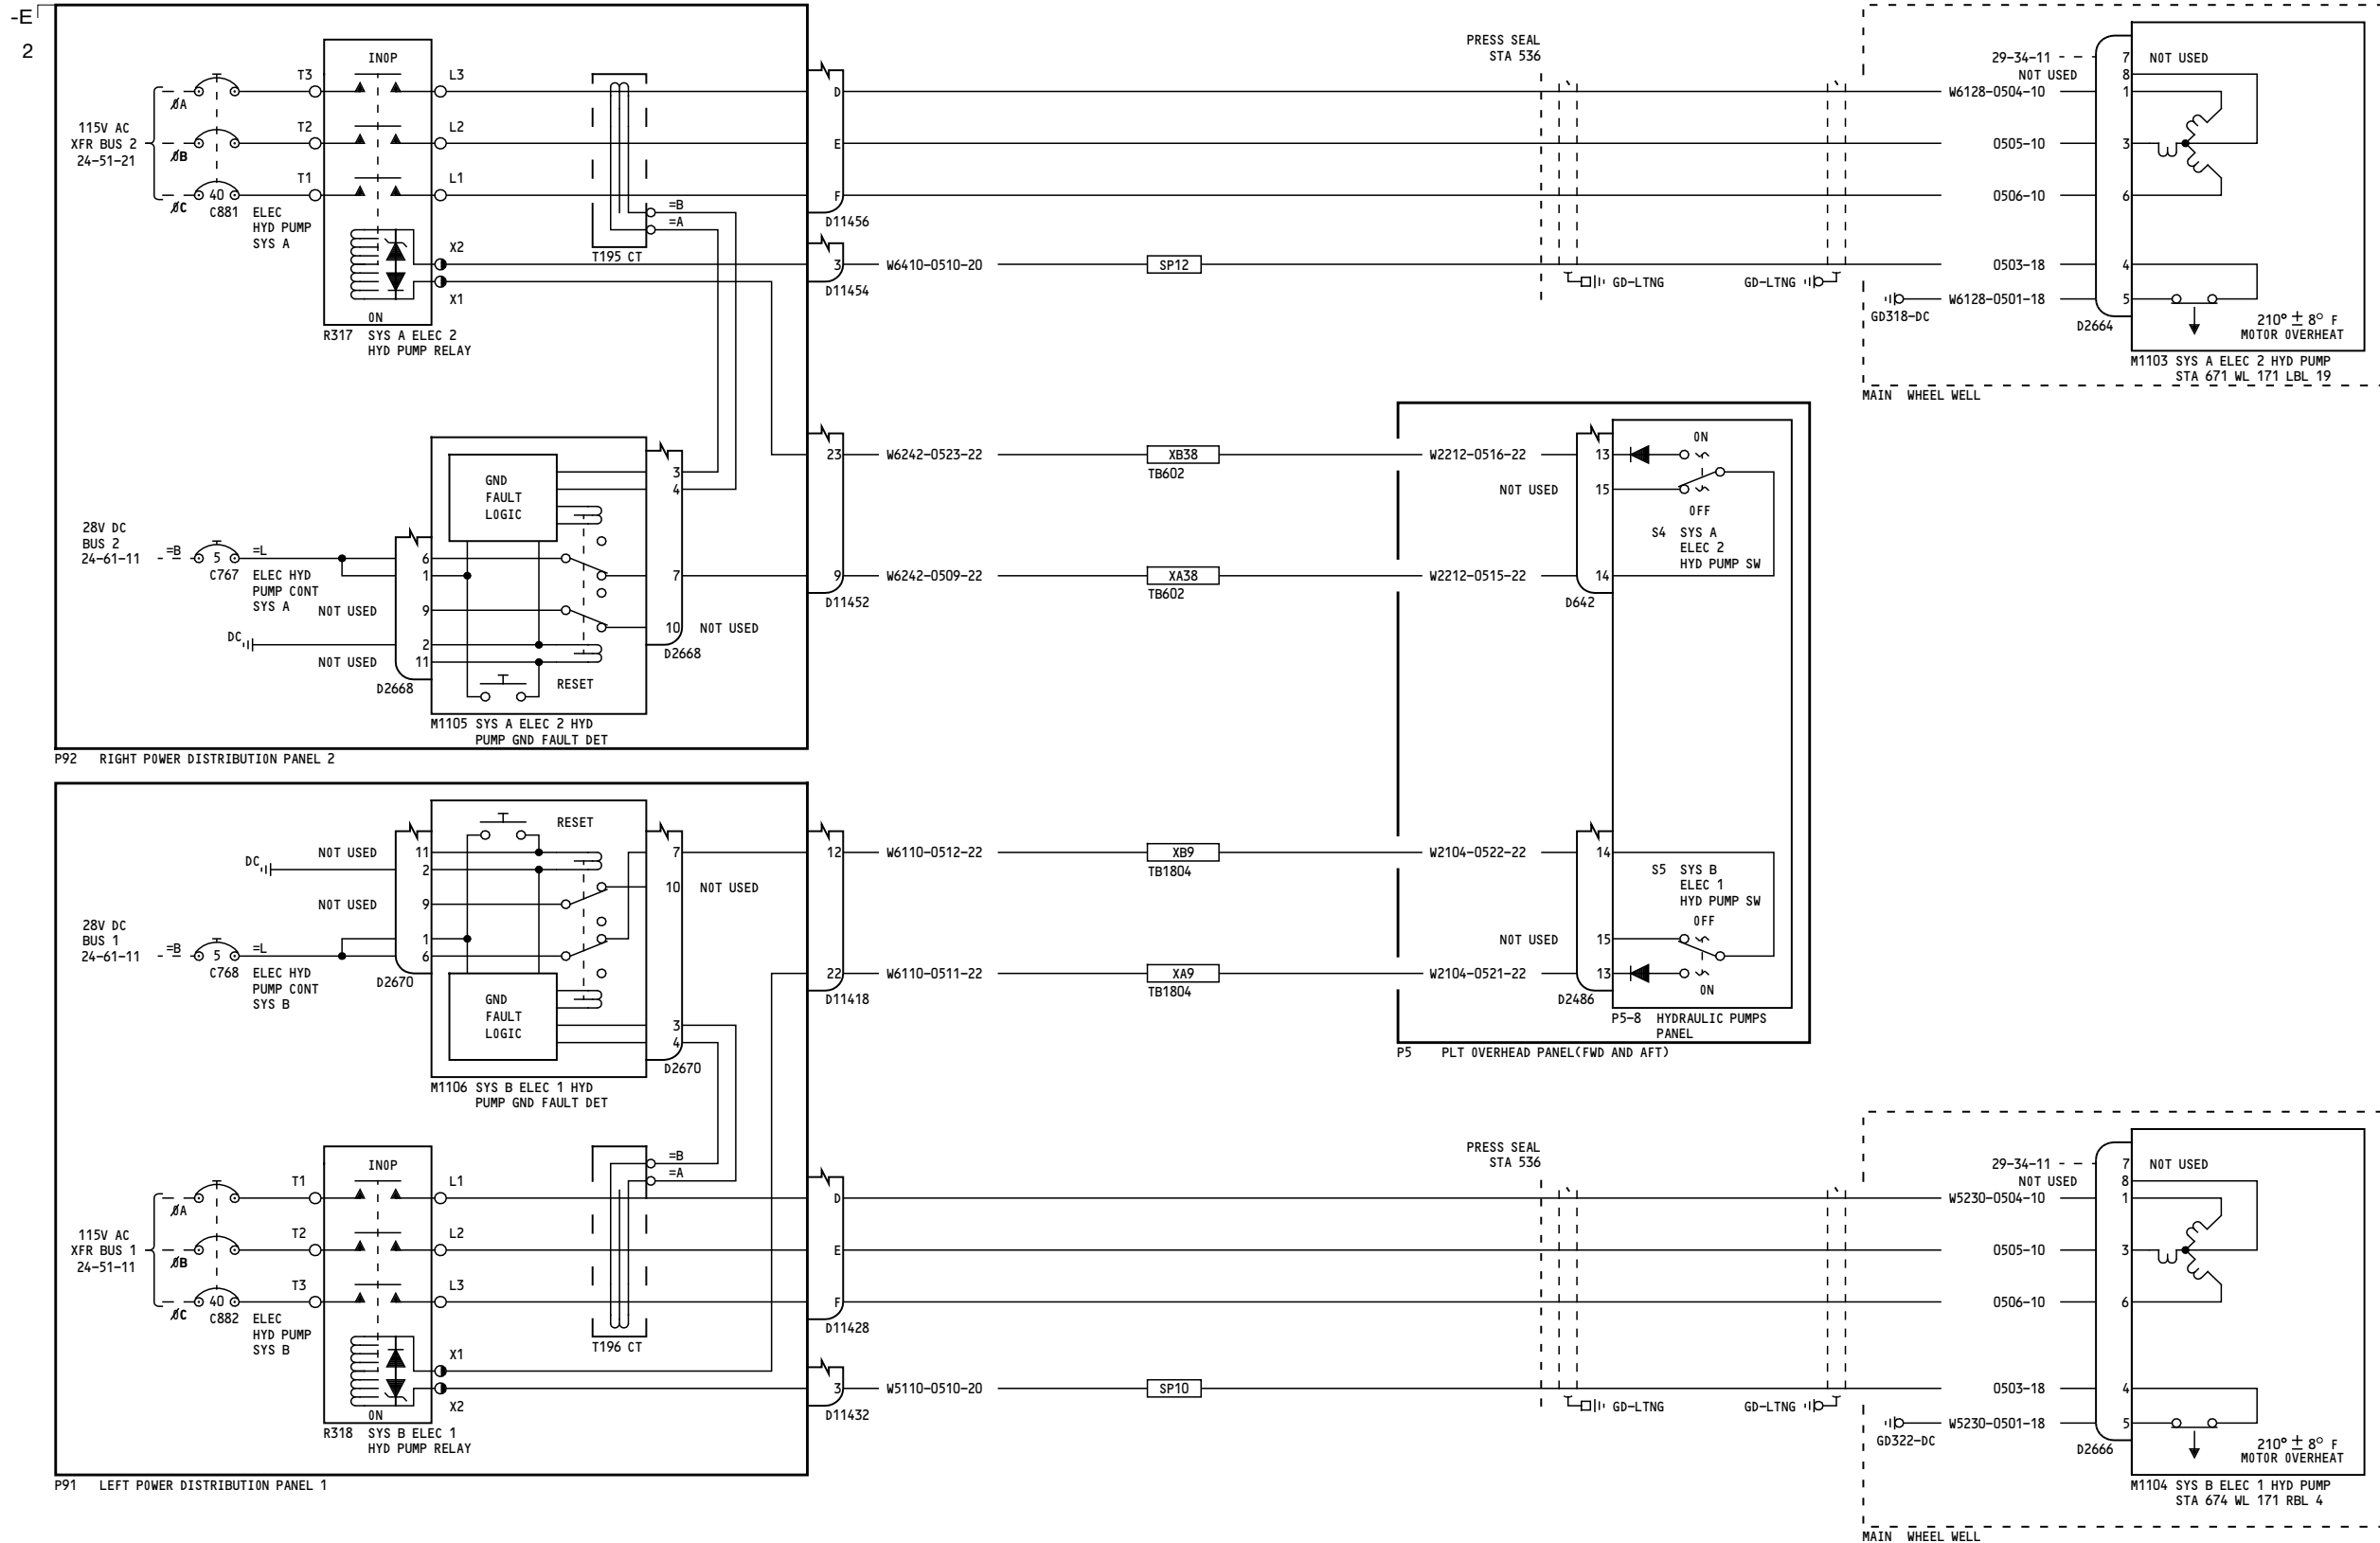 -E
2
INOP
T3
L3
ØA
T2
L2
115V AC
XFR BUS 2
24-51-21
ØB
T1
L1
40
ØC
C881
ELEC
HYD PUMP
SYS A
X2
X1
ON
R317 SYS A ELEC 2
HYD PUMP RELAY
=B
=A
T195 CT
D
E
F
D11456
3
D11454
W6410-0510-20
SP12
PRESS SEAL
STA 536
GD-LTNG
GD-LTNG
29-34-11
NOT USED
W6128-0504-10
0505-10
0506-10
0503-18
W6128-0501-18
GD318-DC
7 NOT USED
8
1
3
6
4
5
D2664
210° ± 8° F
MOTOR OVERHEAT
M1103 SYS A ELEC 2 HYD PUMP
STA 671 WL 171 LBL 19
MAIN WHEEL WELL
GND
FAULT
LOGIC
3
4
28V DC
BUS 2
24-61-11
=B
5
=L
C767
ELEC HYD
PUMP CONT
SYS A
6
1
7
NOT USED
9
10 NOT USED
DC
2
NOT USED
11
D2668
D2668
RESET
M1105 SYS A ELEC 2 HYD
PUMP GND FAULT DET
P92 RIGHT POWER DISTRIBUTION PANEL 2
23
W6242-0523-22
XB38
TB602
W2212-0516-22
13
ON
NOT USED
15
OFF
S4 SYS A
ELEC 2
HYD PUMP SW
9
W6242-0509-22
XA38
TB602
W2212-0515-22
14
D11452
D642
RESET
NOT USED
11
7
DC
2
10 NOT USED
NOT USED
9
28V DC
BUS 1
24-61-11
=B
5
=L
C768
ELEC HYD
PUMP CONT
SYS B
1
6
D2670
GND
FAULT
LOGIC
3
4
D2670
M1106 SYS B ELEC 1 HYD
PUMP GND FAULT DET
12
W6110-0512-22
XB9
TB1804
W2104-0522-22
14
S5 SYS B
ELEC 1
HYD PUMP SW
OFF
NOT USED
15
22
W6110-0511-22
XA9
TB1804
W2104-0521-22
13
ON
D11418
D2486
P5-8 HYDRAULIC PUMPS
PANEL
P5 PLT OVERHEAD PANEL(FWD AND AFT)
INOP
T1
L1
ØA
T2
L2
115V AC
XFR BUS 1
24-51-11
ØB
T3
L3
40
ØC
C882
ELEC
HYD PUMP
SYS B
X1
X2
ON
R318 SYS B ELEC 1
HYD PUMP RELAY
=B
=A
T196 CT
D
E
F
D11428
3
D11432
W5110-0510-20
SP10
PRESS SEAL
STA 536
GD-LTNG
GD-LTNG
29-34-11
NOT USED
W5230-0504-10
0505-10
0506-10
0503-18
W5230-0501-18
GD322-DC
7 NOT USED
8
1
3
6
4
5
D2666
210° ± 8° F
MOTOR OVERHEAT
M1104 SYS B ELEC 1 HYD PUMP
STA 674 WL 171 RBL 4
P91 LEFT POWER DISTRIBUTION PANEL 1
MAIN WHEEL WELL